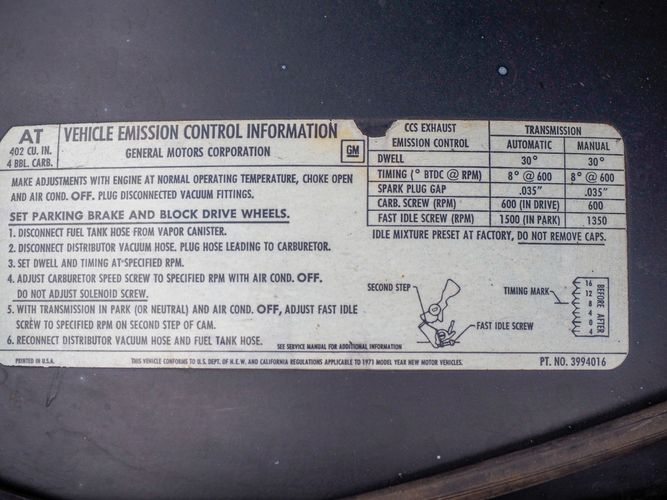 AT
402 CU. IN.
4 BBL. CARB.
VEHICLE EMISSION CONTROL INFORMATION
GENERAL MOTORS CORPORATION
GM
MAKE ADJUSTMENTS WITH ENGINE AT NORMAL OPERATING TEMPERATURE, CHOKE OPEN
AND AIR COND. OFF. PLUG DISCONNECTED VACUUM FITTINGS.
SET PARKING BRAKE AND BLOCK DRIVE WHEELS.
1. DISCONNECT FUEL TANK HOSE FROM VAPOR CANISTER.
2. DISCONNECT DISTRIBUTOR VACUUM HOSE. PLUG HOSE LEADING TO CARBURETOR.
3. SET DWELL AND TIMING AT SPECIFIED RPM.
4. ADJUST CARBURETOR SPEED SCREW TO SPECIFIED RPM WITH AIR COND. OFF.
DO NOT ADJUST SOLENOID SCREW.
5. WITH TRANSMISSION IN PARK (OR NEUTRAL) AND AIR COND. OFF, ADJUST FAST IDLE
SCREW TO SPECIFIED RPM ON SECOND STEP OF CAM.
6. RECONNECT DISTRIBUTOR VACUUM HOSE AND FUEL TANK HOSE.
SEE SERVICE MANUAL FOR ADDITIONAL INFORMATION
CCS EXHAUST EMISSION CONTROL TRANSMISSION
AUTOMATIC MANUAL
DWELL 30° 30°
TIMING (° BTDC @ RPM) 8° @ 600 8° @ 600
SPARK PLUG GAP .035" .035"
CARB. SCREW (RPM) 600 (IN DRIVE) 600
FAST IDLE SCREW (RPM) 1500 (IN PARK) 1350
IDLE MIXTURE PRESET AT FACTORY, DO NOT REMOVE CAPS.
SECOND STEP
FAST IDLE SCREW
TIMING MARK
16
12
8
4
0
4
BEFORE AFTER
PRINTED IN U.S.A.
THIS VEHICLE CONFORMS TO U.S. DEPT. OF H.E.W. AND CALIFORNIA REGULATIONS APPLICABLE TO 1971 MODEL YEAR NEW MOTOR VEHICLES.
PT. NO. 3994016